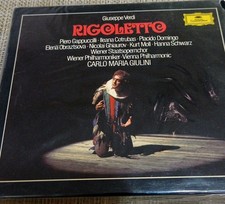 Giuseppe Verdi
RIGOLETTO
Piero Cappuccilli · Ileana Cotrubas · Placido Domingo
Elena Obraztsova · Nicolai Ghiaurov · Kurt Moll · Hanna Schwarz
Wiener Staatsopernchor
Wiener Philharmoniker · Vienna Philharmonic
CARLO MARIA GIULINI